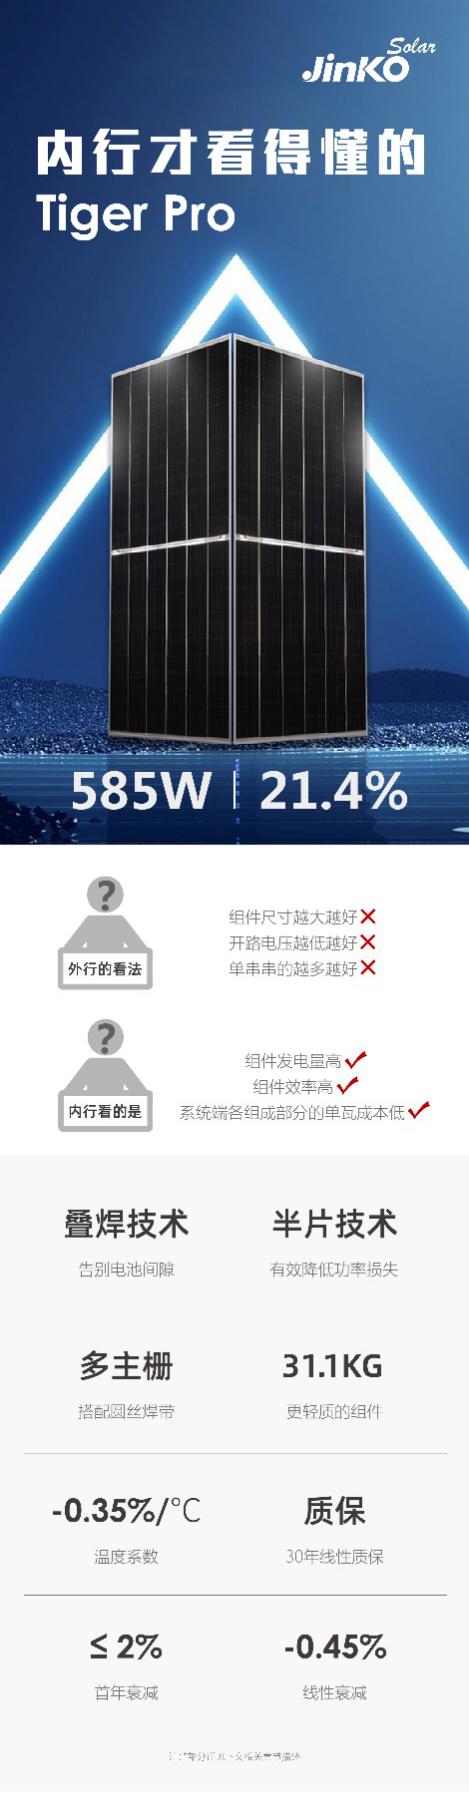 Solar
JinKO
内行才看得懂的
Tiger Pro
585W | 21.4%
?
外行的看法
组件尺寸越大越好×
开路电压越低越好×
单串串的越多越好×
?
内行看的是
组件发电量高✓
组件效率高✓
系统端各组成部分的单瓦成本低✓
叠焊技术 半片技术
告别电池间隙 有效降低功率损失
多主栅 31.1KG
搭配圆丝焊带 更轻质的组件
-0.35%/℃ 质保
温度系数 30年线性质保
≤ 2% -0.45%
首年衰减 线性衰减